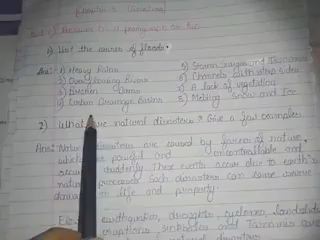 1) List the causes of floods.
Ans: 1) Heavy Rain 5) Storm Surge and Tsunamis
2) Overflowing Rivers 6) Channels with steep sides
3) Broken Dams 7) A lack of vegetation
4) Urban Drainage Basins 8) Melting Snow and Ice
2) What are natural disasters? Give a few examples
Ans: Natural disasters are caused by forces of nature,
which are powerful and uncontrollable and
occur suddenly. These events occur due to earth's
natural processes. Such disasters can cause severe
damage to life and property.
earthquakes, droughts, cyclones, landslides,
eruptions, Tsunamis